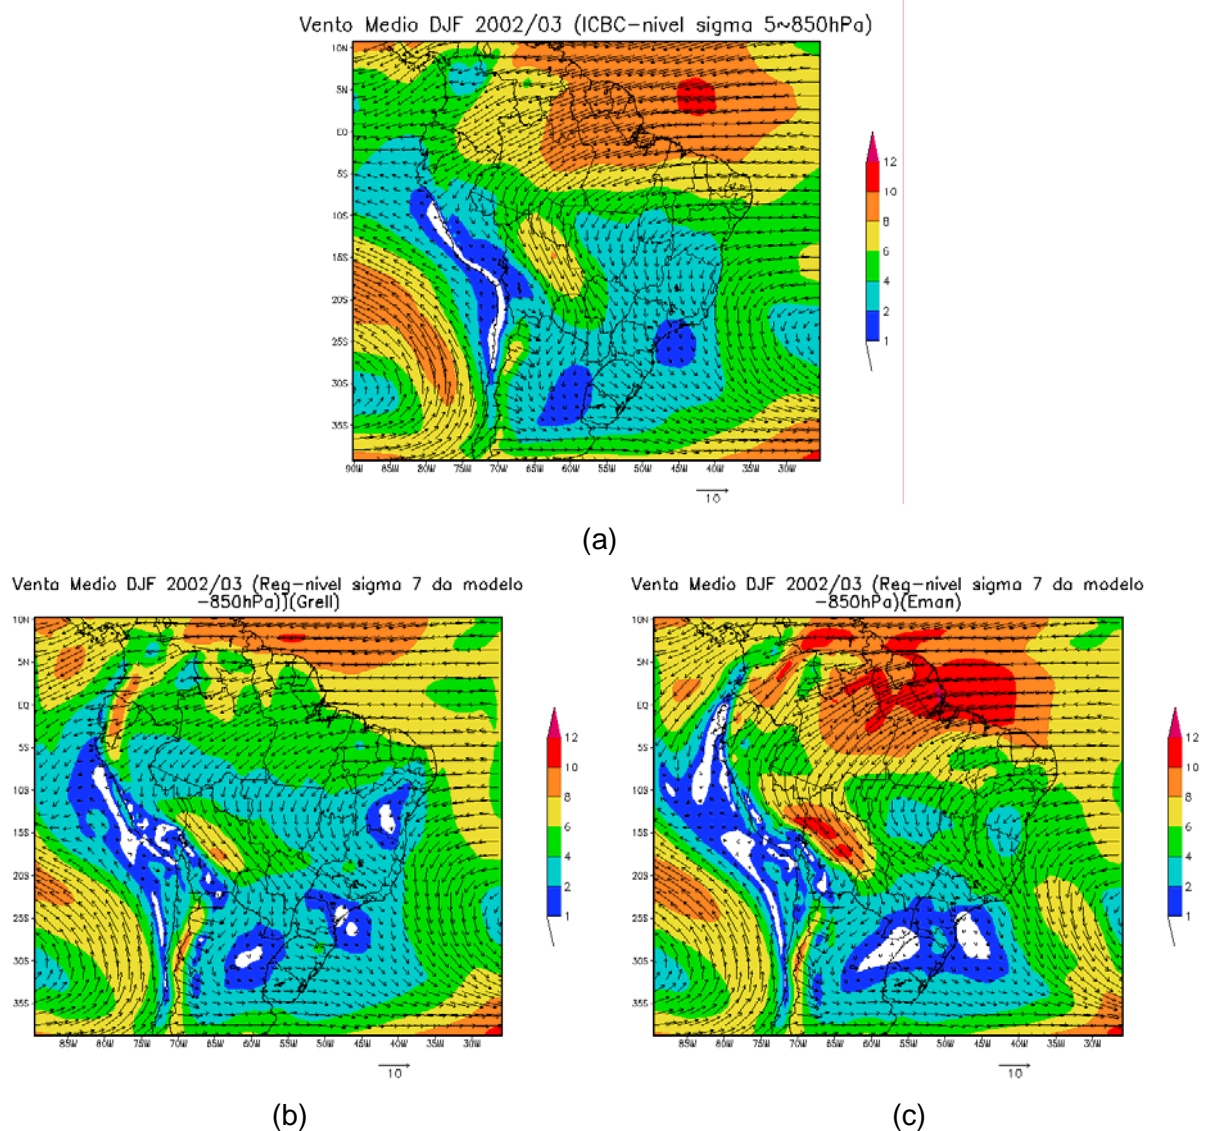 Vento Medio DJF 2002/03 (ICBC-nivel sigma 5~850hPa)
10N
5N
EQ
5S
10S
15S
20S
25S
30S
35S
90W 85W 80W 75W 70W 65W 60W 55W 50W 45W 40W 35W 30W
12
10
8
6
4
2
1
10
(a)
Vento Medio DJF 2002/03 (Reg-nivel sigma 7 da modelo
-850hPa)](Grell)
10N
5N
EQ
5S
10S
15S
20S
25S
30S
35S
85W 80W 75W 70W 65W 60W 55W 50W 45W 40W 35W 30W
12
10
8
6
4
2
1
10
(b)
Vento Medio DJF 2002/03 (Reg-nivel sigma 7 da modelo
-850hPa)(Eman)
10N
5N
EQ
5S
10S
15S
20S
25S
30S
35S
85W 80W 75W 70W 65W 60W 55W 50W 45W 40W 35W 30W
12
10
8
6
4
2
1
10
(c)